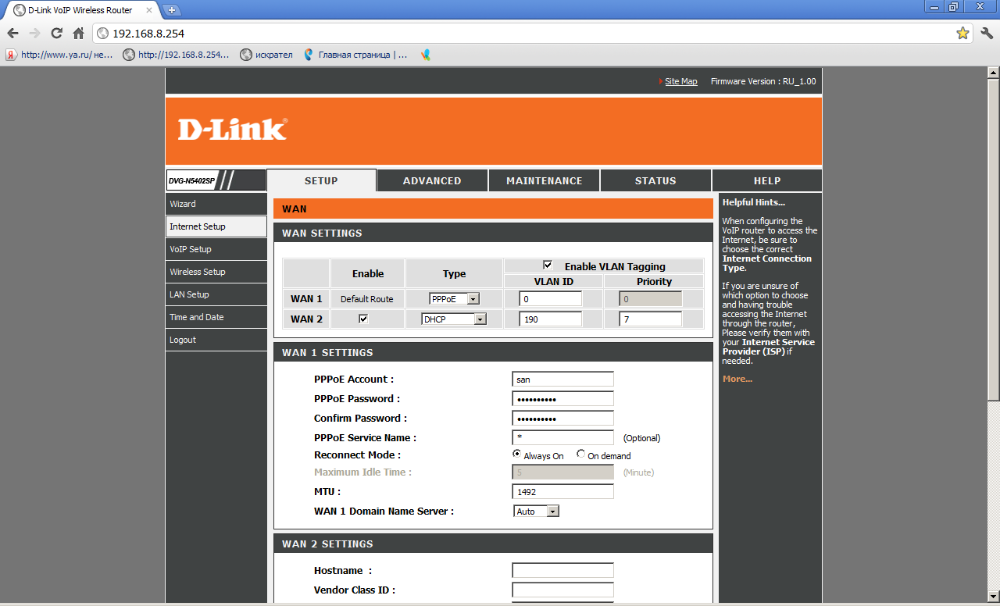 D-Link VoIP Wireless Router
192.168.8.254
http://www.ya.ru/ не... http://192.168.8.254... искрател Главная страница | ...
Site Map Firmware Version : RU_1.00
D-Link
DVG-N5402SP SETUP ADVANCED MAINTENANCE STATUS HELP
Wizard
Internet Setup
VoIP Setup
Wireless Setup
LAN Setup
Time and Date
Logout
WAN
WAN SETTINGS
Enable Type Enable VLAN Tagging
VLAN ID Priority
WAN 1 Default Route PPPoE 0 0
WAN 2 DHCP 190 7
WAN 1 SETTINGS
PPPoE Account : san
PPPoE Password : ••••••••••
Confirm Password : ••••••••••
PPPoE Service Name : * (Optional)
Reconnect Mode : Always On On demand
Maximum Idle Time : 5 (Minute)
MTU : 1492
WAN 1 Domain Name Server : Auto
WAN 2 SETTINGS
Hostname :
Vendor Class ID :
Helpful Hints...
When configuring the
VoIP router to access the
Internet, be sure to
choose the correct
Internet Connection
Type.
If you are unsure of
which option to choose
and having trouble
accessing the Internet
through the router,
Please verify them with
your Internet Service
Provider (ISP) if
needed.
More...